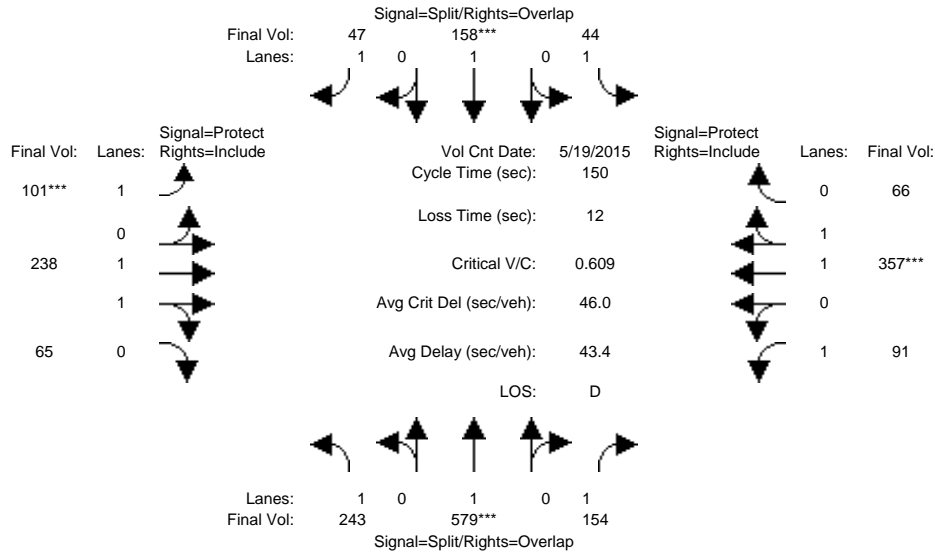 Signal=Split/Rights=Overlap
Final Vol: 47 158*** 44
Lanes: 1 0 1 0 1
Signal=Protect
Final Vol: Lanes: Rights=Include
Vol Cnt Date: 5/19/2015
Signal=Protect
Rights=Include Lanes: Final Vol:
Cycle Time (sec): 150
101*** 1
0 66
Loss Time (sec): 12
0
1
238 1
Critical V/C: 0.609
1 357***
1
Avg Crit Del (sec/veh): 46.0
0
65 0
Avg Delay (sec/veh): 43.4
1 91
LOS: D
Lanes: 1 0 1 0 1
Final Vol: 243 579*** 154
Signal=Split/Rights=Overlap